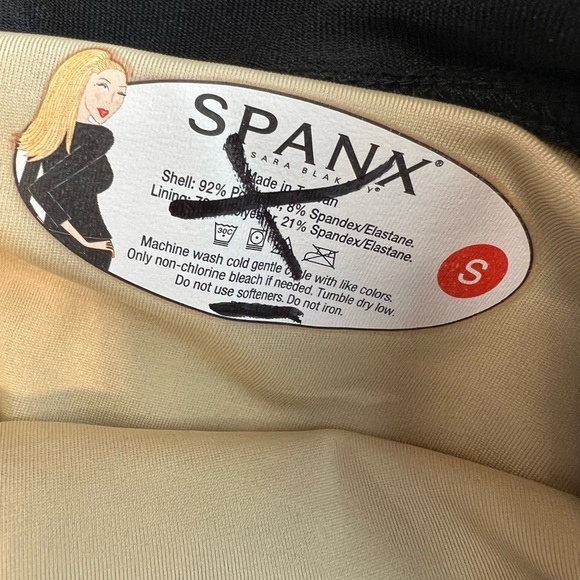 SPANX®
SARA BLAKELY®
Made in Taiwan
Shell: 92% 8% Spandex/Elastane.
Lining: 21% Spandex/Elastane.
30C
Machine wash cold gentle cycle with like colors.
Only non-chlorine bleach if needed. Tumble dry low.
Do not use softeners. Do not iron.
S